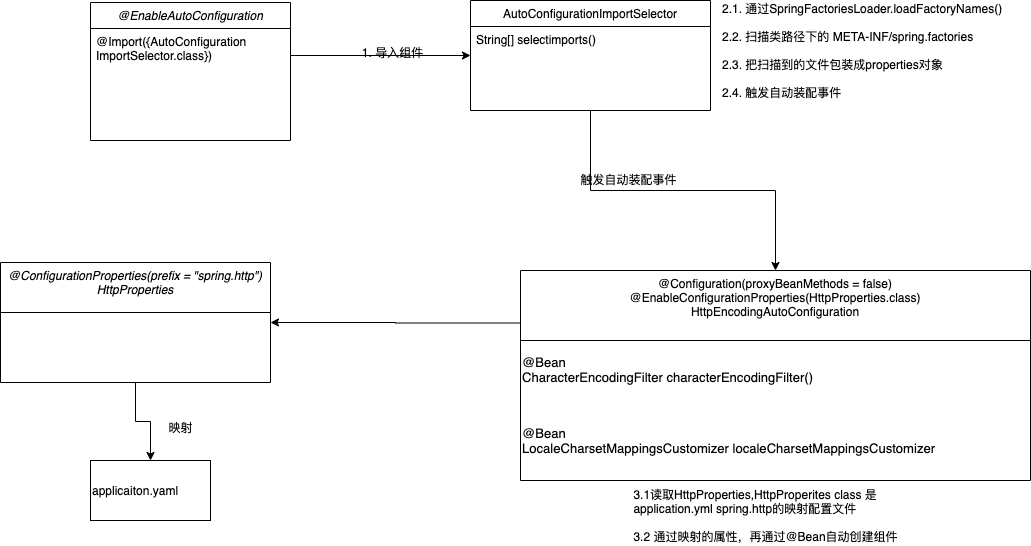 @EnableAutoConfiguration
@Import({AutoConfiguration
ImportSelector.class})
1. 导入组件
AutoConfigurationImportSelector
String[] selectimports()
2.1. 通过SpringFactoriesLoader.loadFactoryNames()
2.2. 扫描类路径下的 META-INF/spring.factories
2.3. 把扫描到的文件包装成properties对象
2.4. 触发自动装配事件
触发自动装配事件
@ConfigurationProperties(prefix = "spring.http")
HttpProperties
@Configuration(proxyBeanMethods = false)
@EnableConfigurationProperties(HttpProperties.class)
HttpEncodingAutoConfiguration
@Bean
CharacterEncodingFilter characterEncodingFilter()
@Bean
LocaleCharsetMappingsCustomizer localeCharsetMappingsCustomizer
映射
applicaiton.yaml
3.1读取HttpProperties,HttpProperites class 是
application.yml spring.http的映射配置文件
3.2 通过映射的属性，再通过@Bean自动创建组件